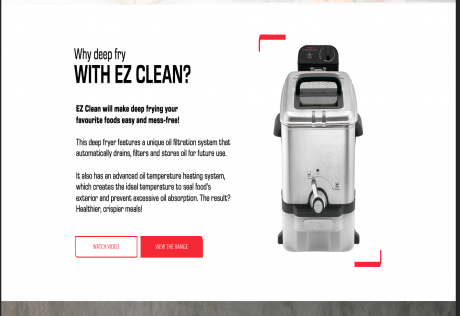 Why deep fry
WITH EZ CLEAN?
EZ Clean will make deep frying your
favourite foods easy and mess-free!
This deep fryer features a unique oil filtration system that
automatically drains, filters and stores oil for future use.
It also has an advanced oil temperature heating system,
which creates the ideal temperature to seal food's
exterior and prevent excessive oil absorption. The result?
Healthier, crispier meals!
WATCH VIDEO
VIEW THE RANGE